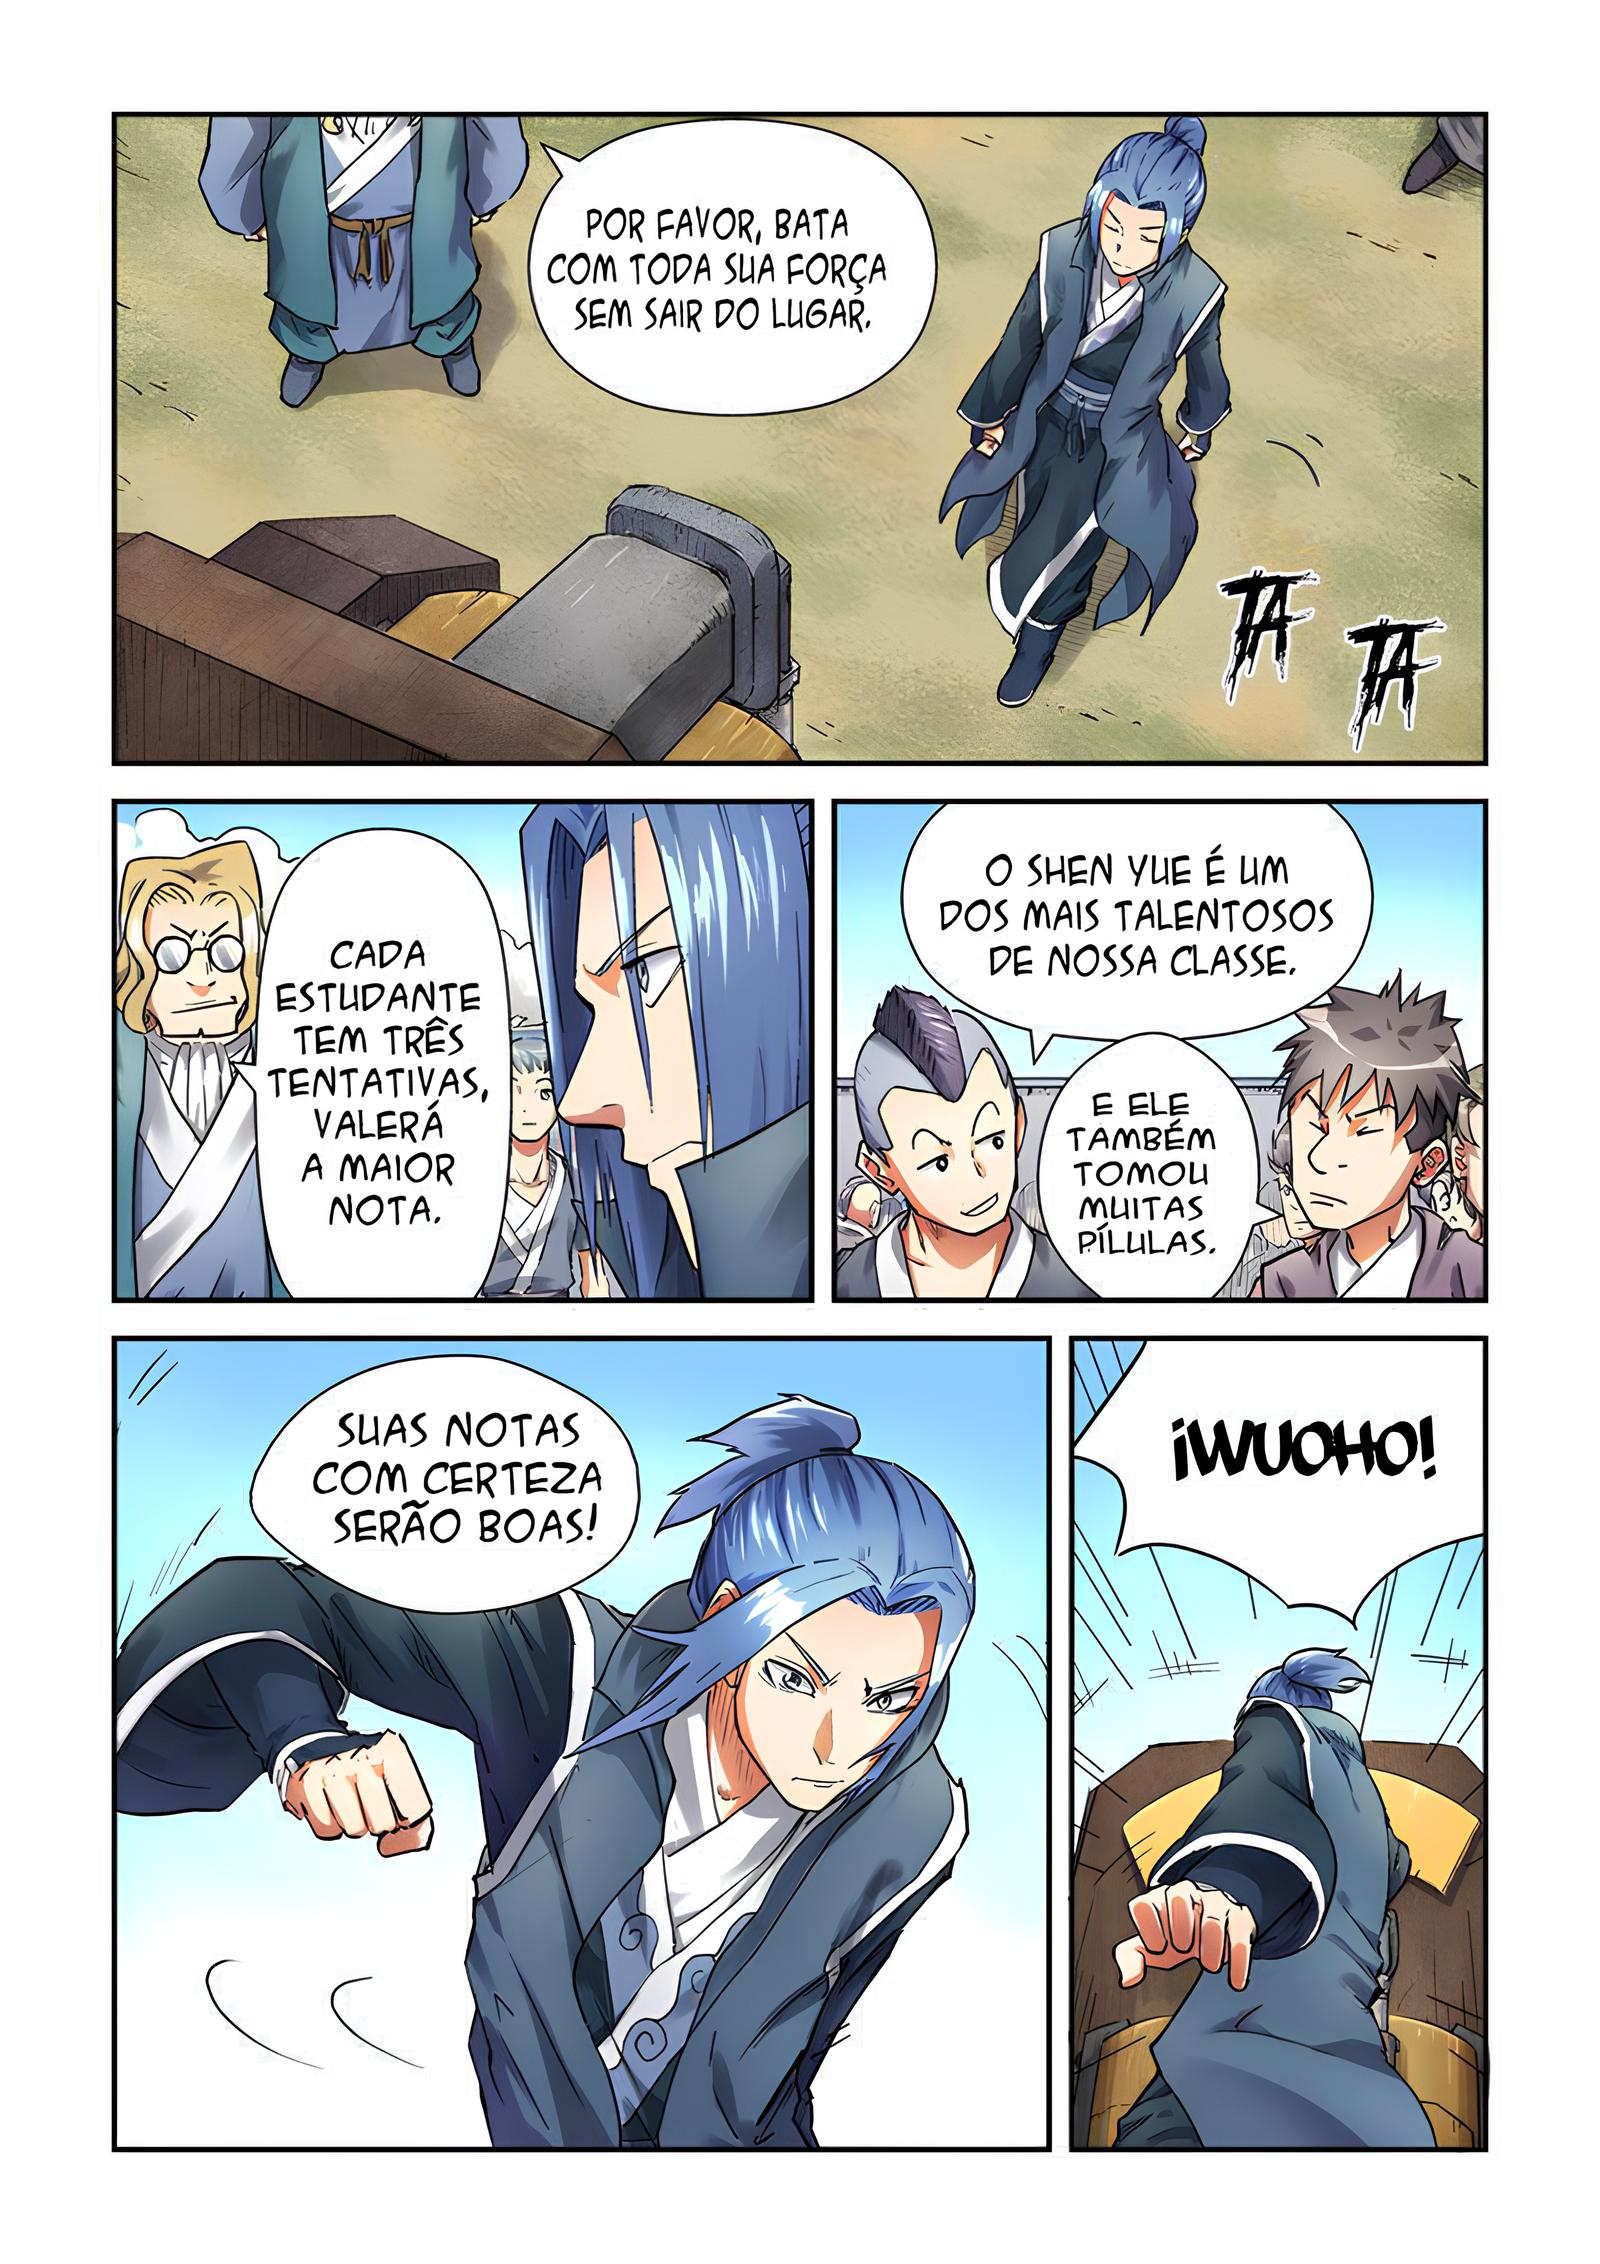 POR FAVOR, BATA
COM TODA SUA FORÇA
SEM SAIR DO LUGAR.
TA
TA
CADA
ESTUDANTE
TEM TRÊS
TENTATIVAS,
VALERÁ
A MAIOR
NOTA.
O SHEN YUE É UM
DOS MAIS TALENTOSOS
DE NOSSA CLASSE.
E ELE
TAMBÉM
TOMOU
MUITAS
PÍLULAS.
SUAS NOTAS
COM CERTEZA
SERÃO BOAS!
¡WUOHO!